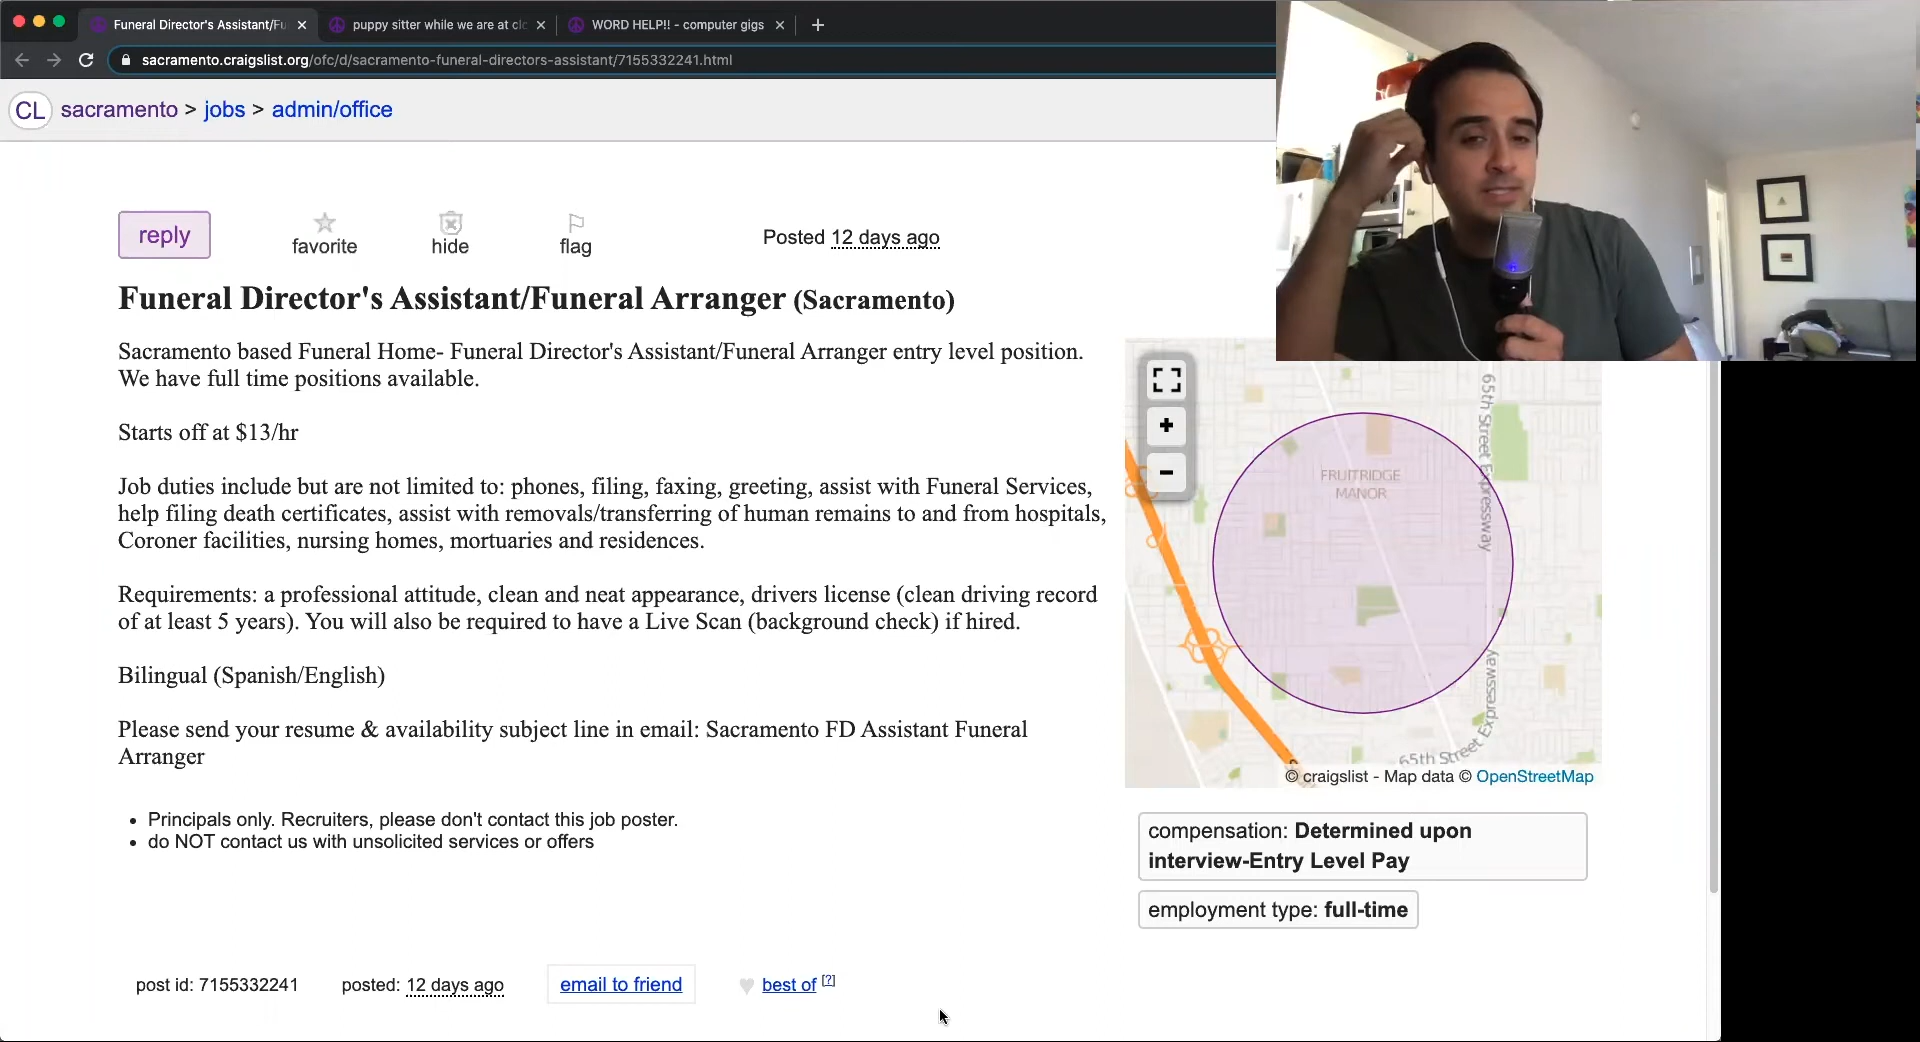 Funeral Director's Assistant/Fu
puppy sitter while we are at clo
WORD HELP!! - computer gigs
sacramento.craigslist.org/ofc/d/sacramento-funeral-directors-assistant/7155332241.html
CL sacramento > jobs > admin/office
reply
favorite
hide
flag
Posted 12 days ago
Funeral Director's Assistant/Funeral Arranger (Sacramento)
Sacramento based Funeral Home- Funeral Director's Assistant/Funeral Arranger entry level position.
We have full time positions available.
Starts off at $13/hr
Job duties include but are not limited to: phones, filing, faxing, greeting, assist with Funeral Services,
help filing death certificates, assist with removals/transferring of human remains to and from hospitals,
Coroner facilities, nursing homes, mortuaries and residences.
Requirements: a professional attitude, clean and neat appearance, drivers license (clean driving record
of at least 5 years). You will also be required to have a Live Scan (background check) if hired.
Bilingual (Spanish/English)
Please send your resume & availability subject line in email: Sacramento FD Assistant Funeral
Arranger
• Principals only. Recruiters, please don't contact this job poster.
• do NOT contact us with unsolicited services or offers
+
-
FRUITRIDGE
MANOR
65th Street Expressway
65th Street Expressway
© craigslist - Map data © OpenStreetMap
compensation: Determined upon
interview-Entry Level Pay
employment type: full-time
post id: 7155332241
posted: 12 days ago
email to friend
best of [?]